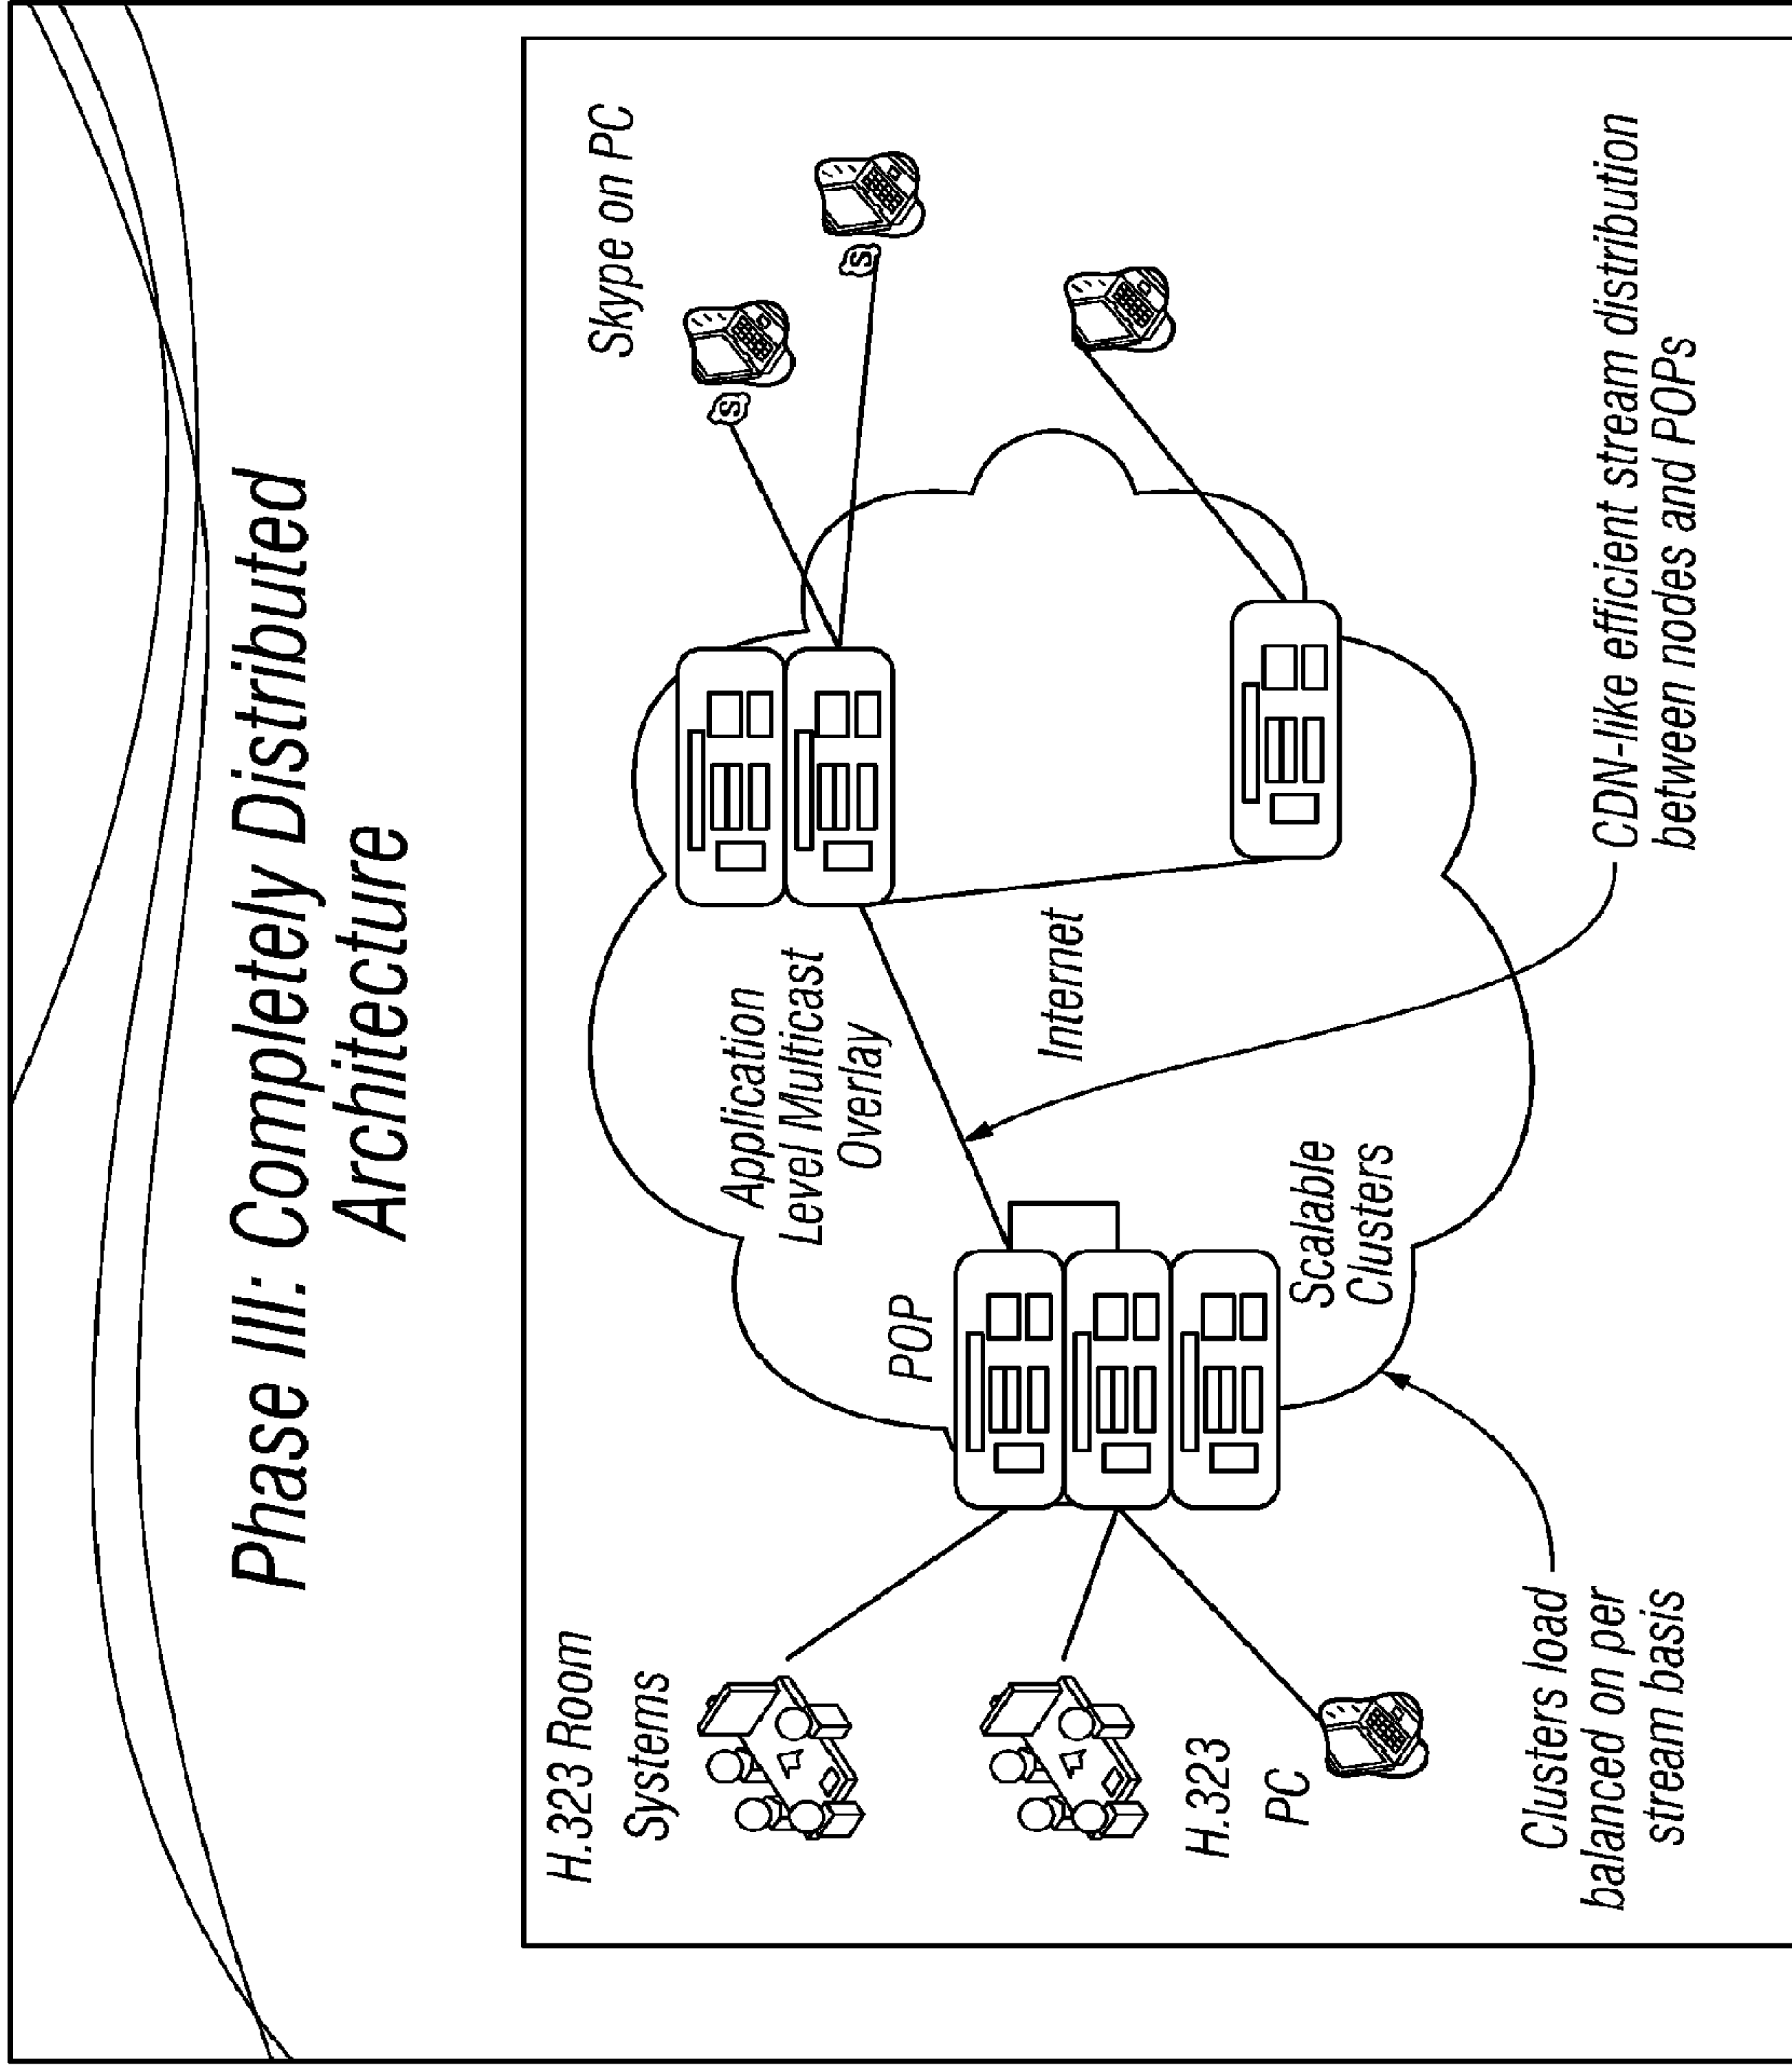 Phase III: Completely Distributed
Architecture
H.323 Room
Systems
Skype on PC
S
S
Application
Level Multicast
Overlay
POP
Internet
H.323
PC
Scalable
Clusters
Clusters load
balanced on per
stream basis
CDN-like efficient stream distribution
between nodes and POPs